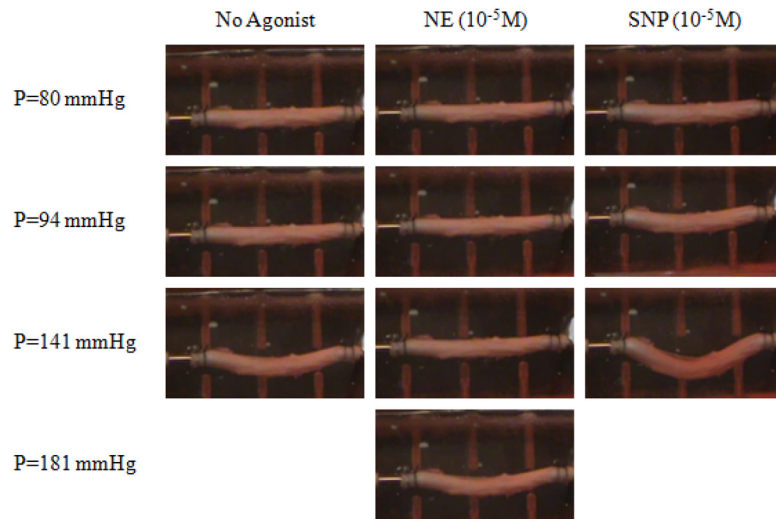 No Agonist NE (10⁻⁵M) SNP (10⁻⁵M)
P=80 mmHg
P=94 mmHg
P=141 mmHg
P=181 mmHg